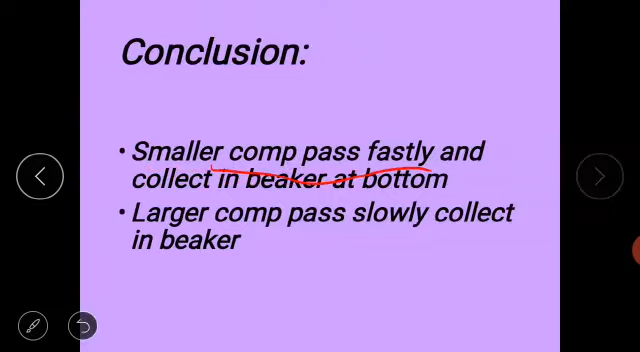 Conclusion:
• Smaller comp pass fastly and
collect in beaker at bottom
• Larger comp pass slowly collect
in beaker